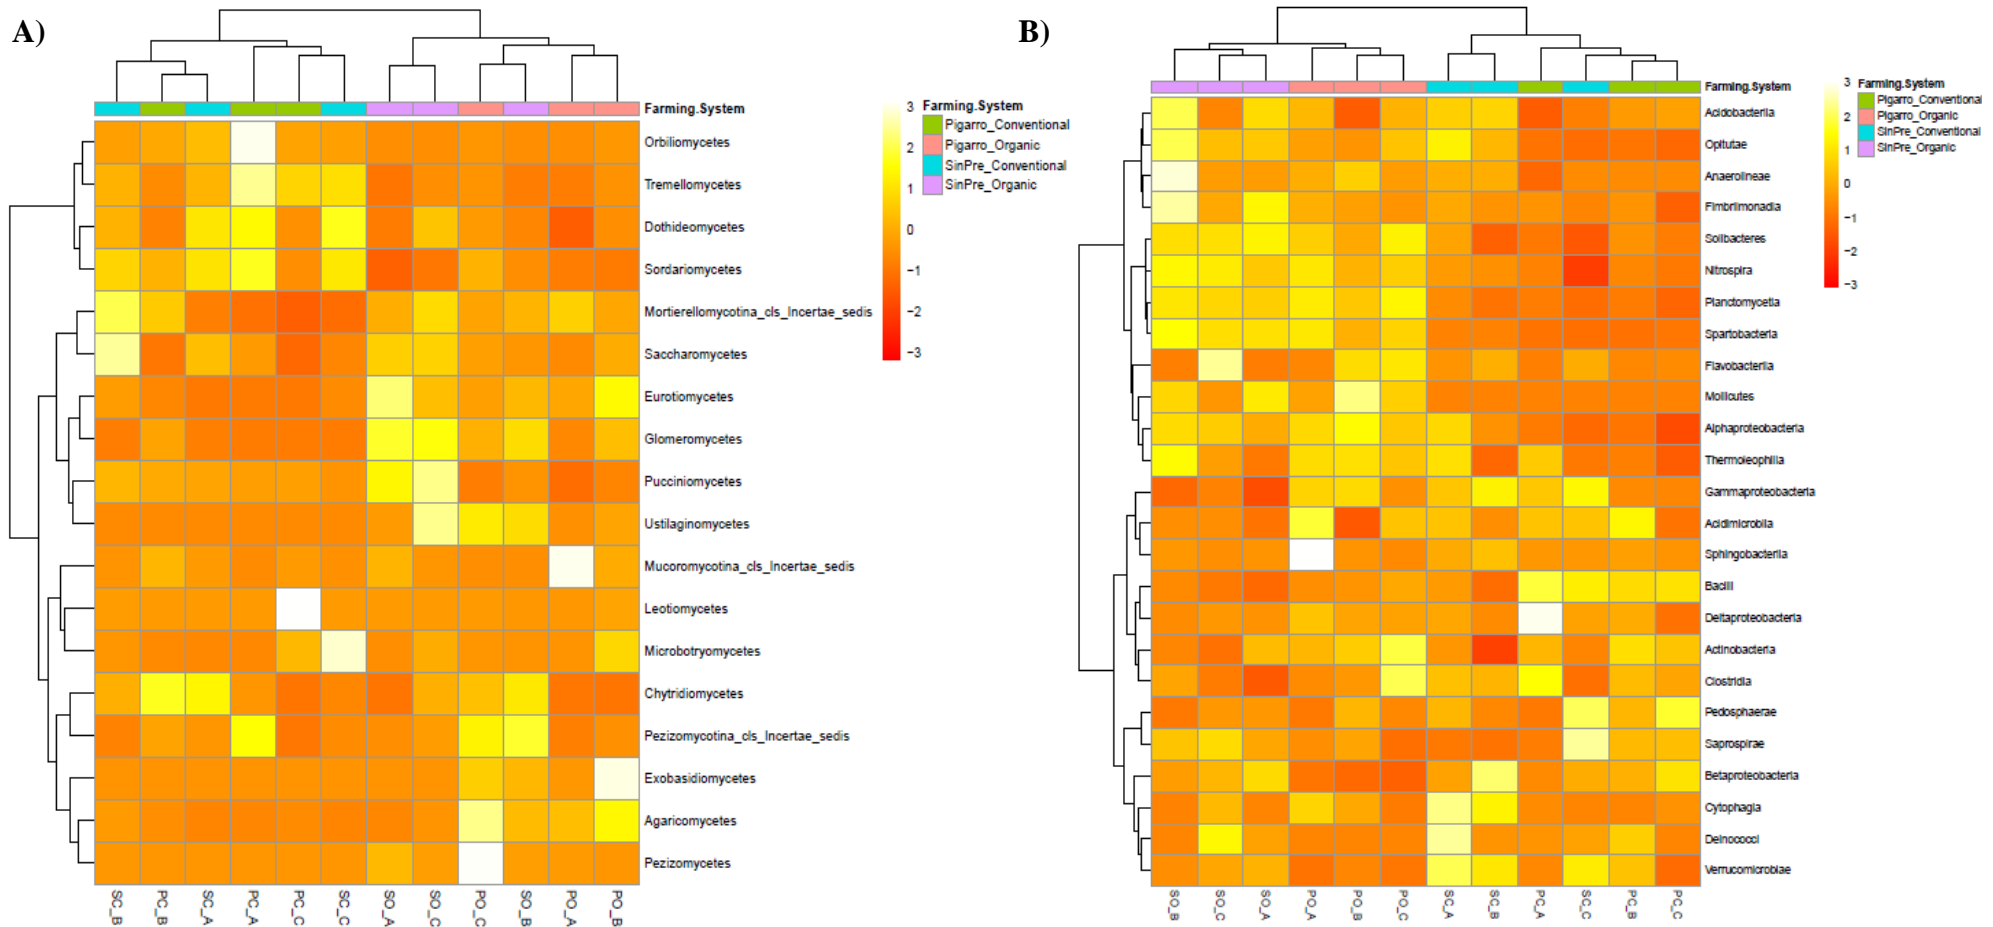 A)
Farming.System
Orbiliomycetes
Tremellomycetes
Dothideomycetes
Sordariomycetes
Mortierellomycotina_cls_Incertae_sedis
Saccharomycetes
Eurotiomycetes
Glomeromycetes
Pucciniomycetes
Ustilaginomycetes
Mucoromycotina_cls_Incertae_sedis
Leotiomycetes
Microbotryomycetes
Chytridiomycetes
Pezizomycotina_cls_Incertae_sedis
Exobasidiomycetes
Agaricomycetes
Pezizomycetes
SC_B PC_B SC_A PC_A PC_C SC_C SO_A SO_C PO_C SO_B PO_A PO_B
3
2
1
0
−1
−2
−3
Farming.System
Pigarro_Conventional
Pigarro_Organic
SinPre_Conventional
SinPre_Organic
B)
Farming.System
Acidobacteriia
Opitutae
Anaerolineae
Fimbriimonadia
Solibacteres
Nitrospira
Planctomycetia
Spartobacteria
Flavobacteriia
Mollicutes
Alphaproteobacteria
Thermoleophilia
Gammaproteobacteria
Acidimicrobiia
Sphingobacteriia
Bacilli
Deltaproteobacteria
Actinobacteria
Clostridia
Pedosphaerae
Saprospirae
Betaproteobacteria
Cytophagia
Deinococci
Verrucomicrobiae
SO_B SO_C SO_A PO_A PO_B PO_C SC_A SC_B PC_A SC_C PC_B PC_C
3
2
1
0
−1
−2
−3
Farming.System
Pigarro_Conventional
Pigarro_Organic
SinPre_Conventional
SinPre_Organic